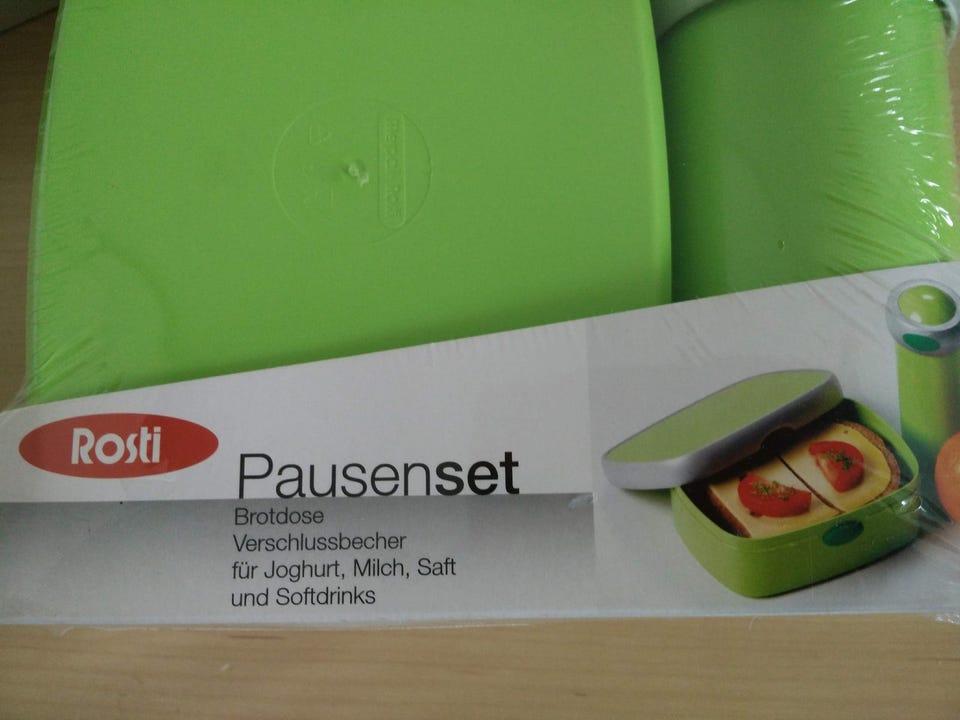 Rosti
Pausenset
Brotdose
Verschlussbecher
für Joghurt, Milch, Saft
und Softdrinks